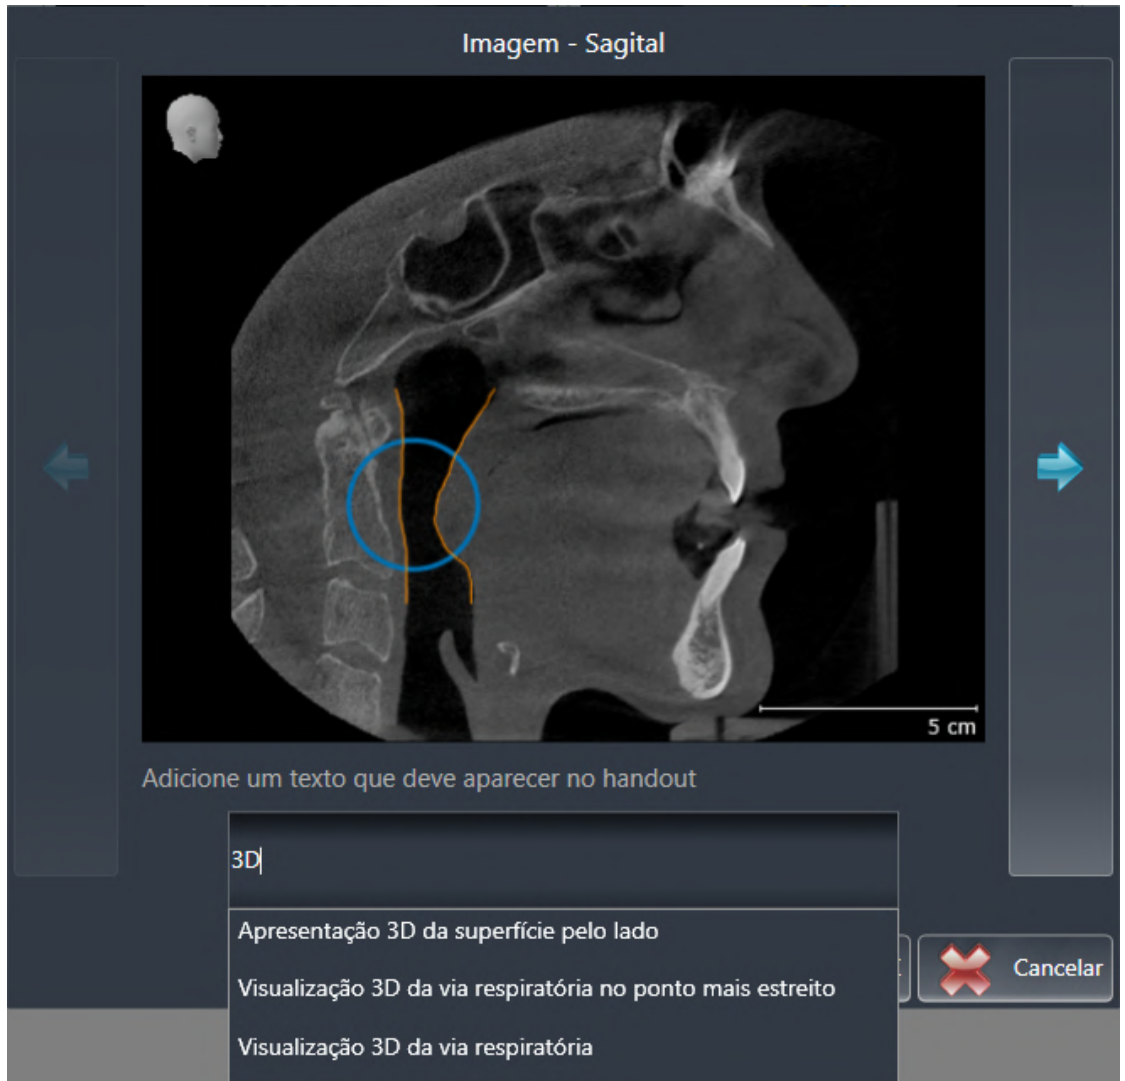 Imagem - Sagital
5 cm
Adicione um texto que deve aparecer no handout
3D
Apresentação 3D da superfície pelo lado
Visualização 3D da via respiratória no ponto mais estreito
Visualização 3D da via respiratória
Cancelar